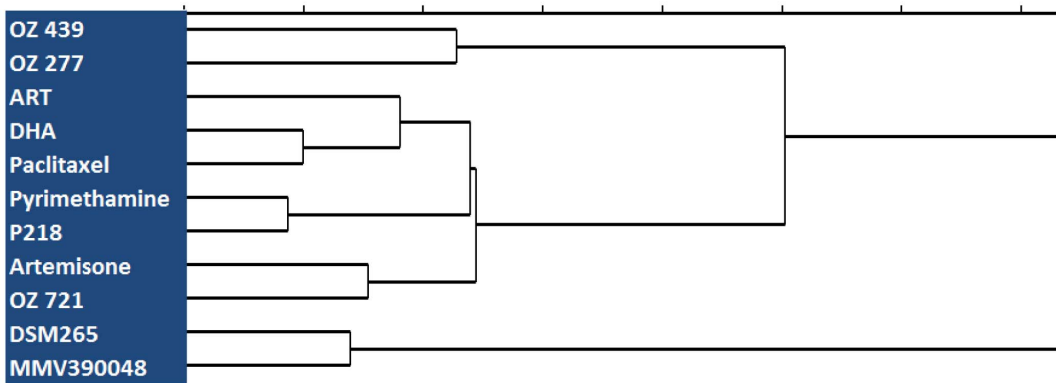 OZ 439
OZ 277
ART
DHA
Paclitaxel
Pyrimethamine
P218
Artemisone
OZ 721
DSM265
MMV390048